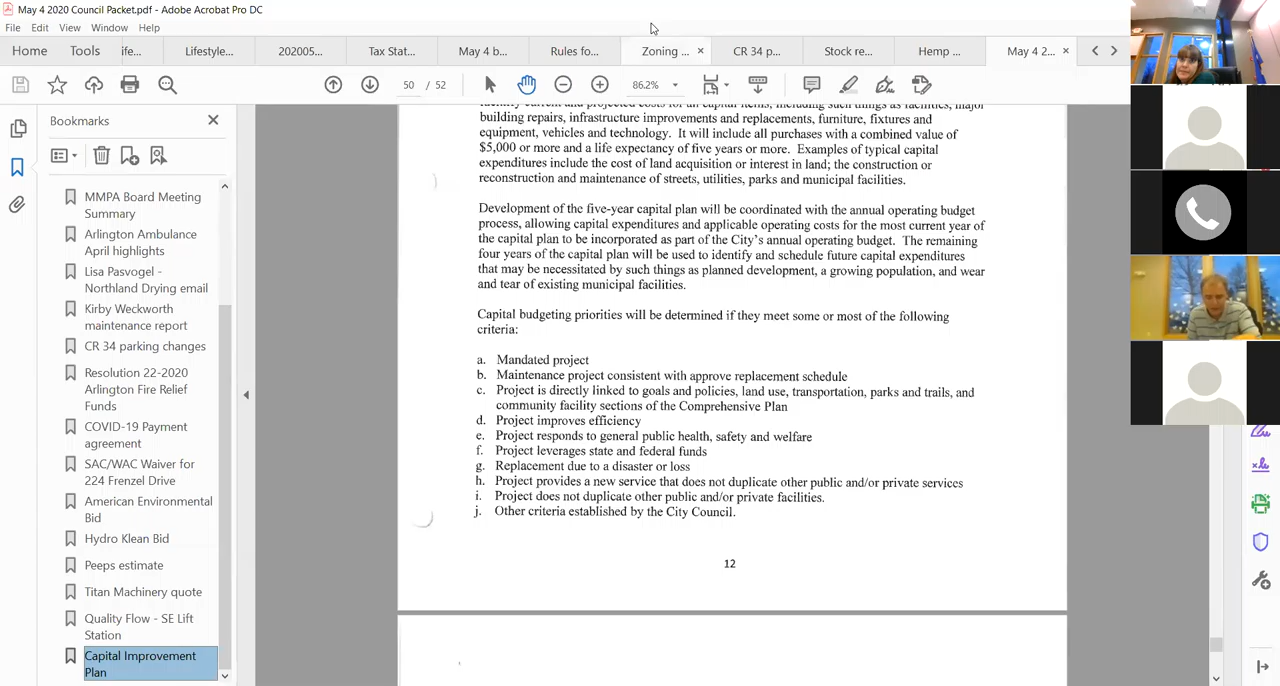 May 4 2020 Council Packet.pdf - Adobe Acrobat Pro DC
File Edit View Window Help
Home Tools ife... Lifestyle... 202005... Tax Stat... May 4 b... Rules fo... Zoning ... × CR 34 p... Stock re... Hemp ... May 4 2... ×
50 / 52 86.2%
Bookmarks
MMPA Board Meeting
Summary
Arlington Ambulance
April highlights
Lisa Pasvogel -
Northland Drying email
Kirby Weckworth
maintenance report
CR 34 parking changes
Resolution 22-2020
Arlington Fire Relief
Funds
COVID-19 Payment
agreement
SAC/WAC Waiver for
224 Frenzel Drive
American Environmental
Bid
Hydro Klean Bid
Peeps estimate
Titan Machinery quote
Quality Flow - SE Lift
Station
Capital Improvement
Plan
identify current and projected costs for all capital items, including such things as facilities, major
building repairs, infrastructure improvements and replacements, furniture, fixtures and
equipment, vehicles and technology. It will include all purchases with a combined value of
$5,000 or more and a life expectancy of five years or more. Examples of typical capital
expenditures include the cost of land acquisition or interest in land; the construction or
reconstruction and maintenance of streets, utilities, parks and municipal facilities.
Development of the five-year capital plan will be coordinated with the annual operating budget
process, allowing capital expenditures and applicable operating costs for the most current year of
the capital plan to be incorporated as part of the City's annual operating budget. The remaining
four years of the capital plan will be used to identify and schedule future capital expenditures
that may be necessitated by such things as planned development, a growing population, and wear
and tear of existing municipal facilities.
Capital budgeting priorities will be determined if they meet some or most of the following
criteria:
a. Mandated project
b. Maintenance project consistent with approve replacement schedule
c. Project is directly linked to goals and policies, land use, transportation, parks and trails, and
community facility sections of the Comprehensive Plan
d. Project improves efficiency
e. Project responds to general public health, safety and welfare
f. Project leverages state and federal funds
g. Replacement due to a disaster or loss
h. Project provides a new service that does not duplicate other public and/or private services
i. Project does not duplicate other public and/or private facilities.
j. Other criteria established by the City Council.
12